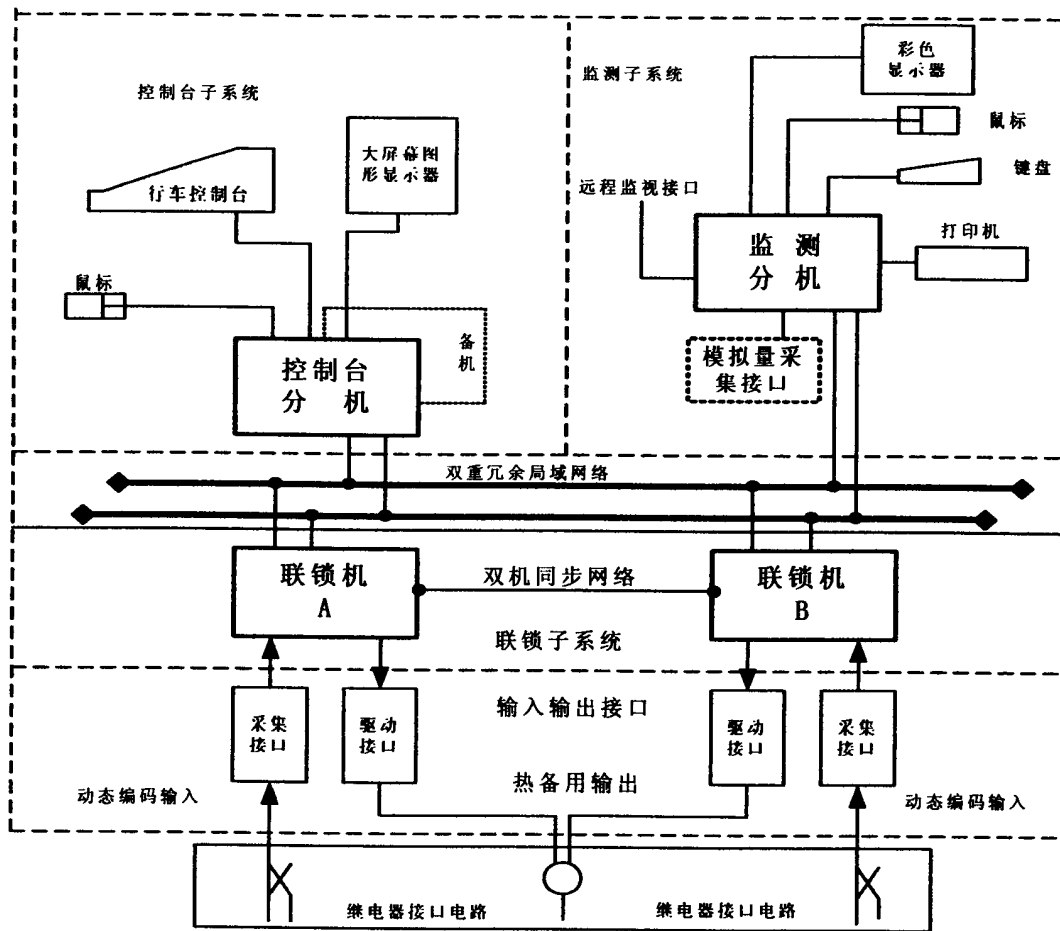 控制台子系统
大屏幕图
形显示器
行车控制台
鼠标
备
机
控制台
分 机
监测子系统
彩色
显示器
鼠标
键盘
远程监视接口
监 测
分 机
打印机
模拟量采
集接口
双重冗余局域网络
联锁机
A
双机同步网络
联锁机
B
联锁子系统
采集
接口
驱动
接口
输入输出接口
驱动
接口
采集
接口
热备用输出
动态编码输入
动态编码输入
继电器接口电路
继电器接口电路